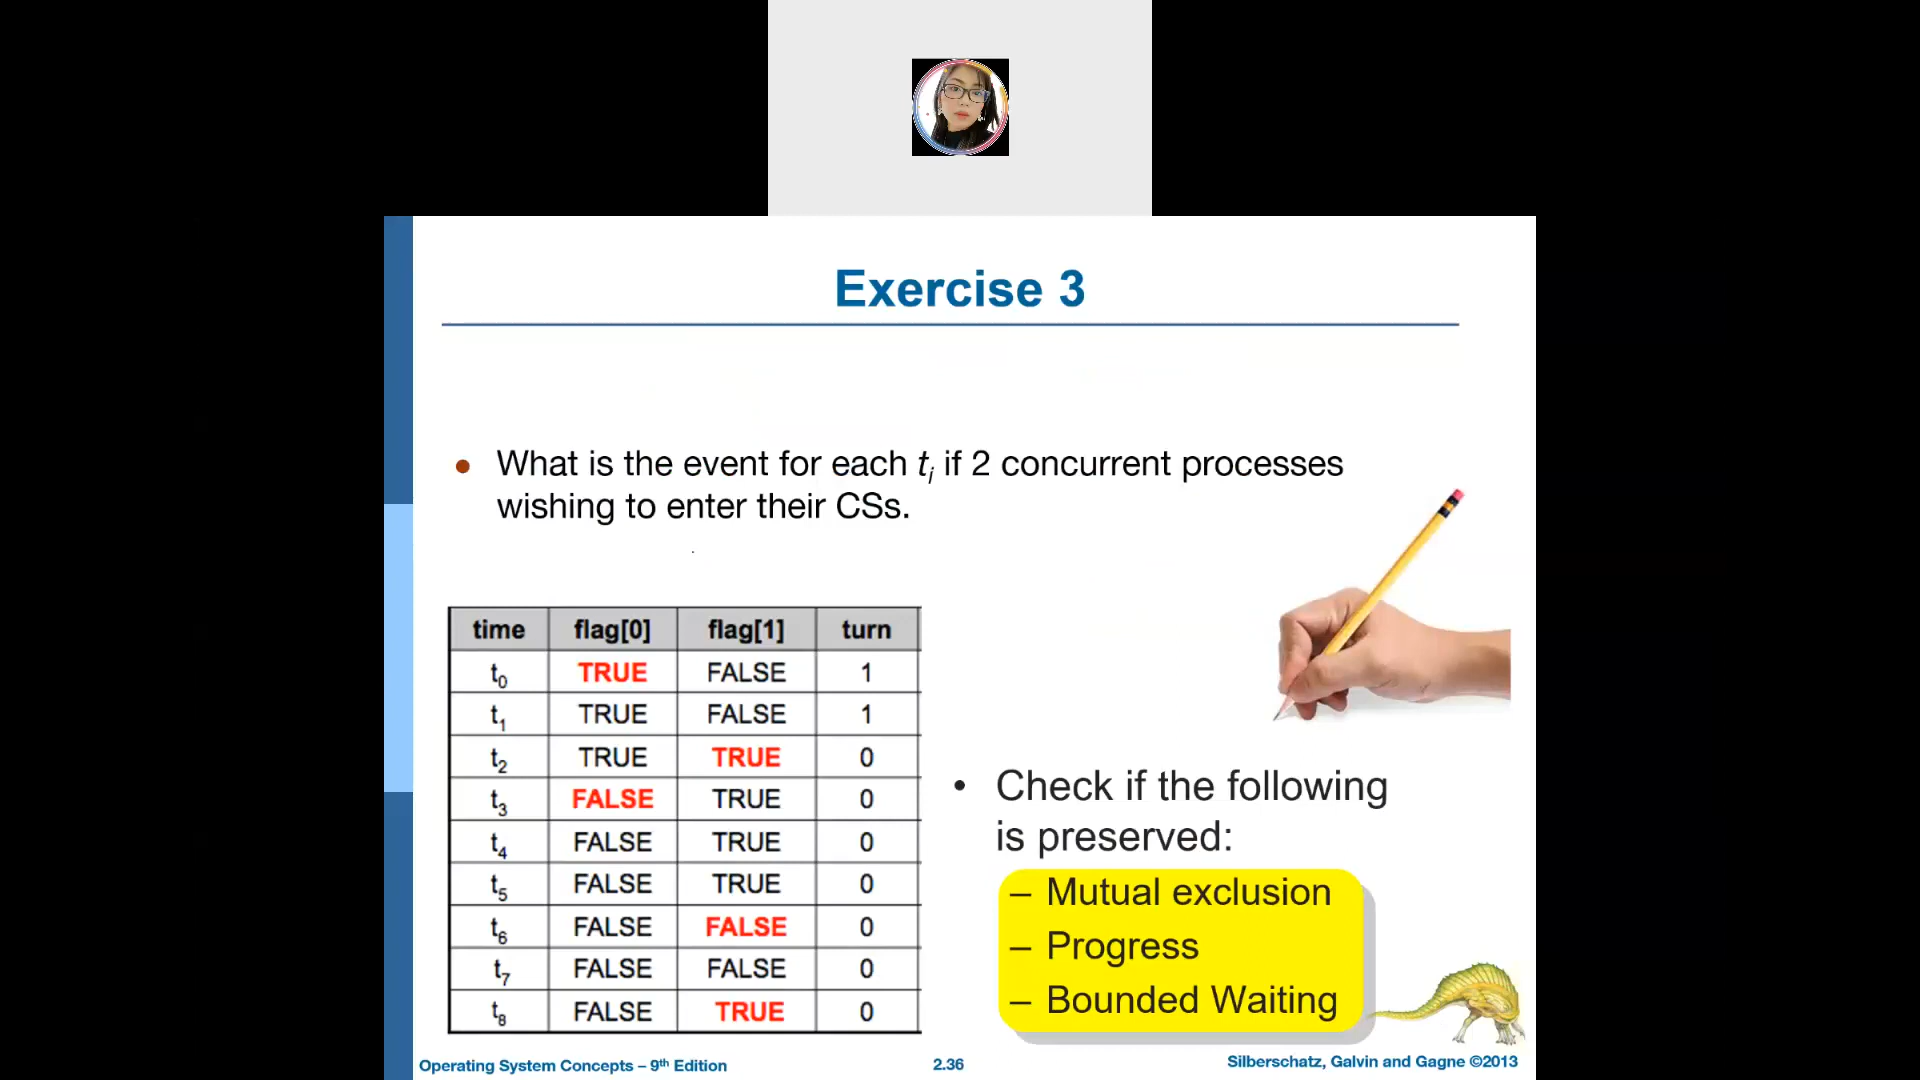 Exercise 3
• What is the event for each ti if 2 concurrent processes
wishing to enter their CSs.
time flag[0] flag[1] turn
t0 TRUE FALSE 1
t1 TRUE FALSE 1
t2 TRUE TRUE 0
t3 FALSE TRUE 0
t4 FALSE TRUE 0
t5 FALSE TRUE 0
t6 FALSE FALSE 0
t7 FALSE FALSE 0
t8 FALSE TRUE 0
• Check if the following
is preserved:
– Mutual exclusion
– Progress
– Bounded Waiting
Operating System Concepts – 9th Edition
2.36
Silberschatz, Galvin and Gagne ©2013